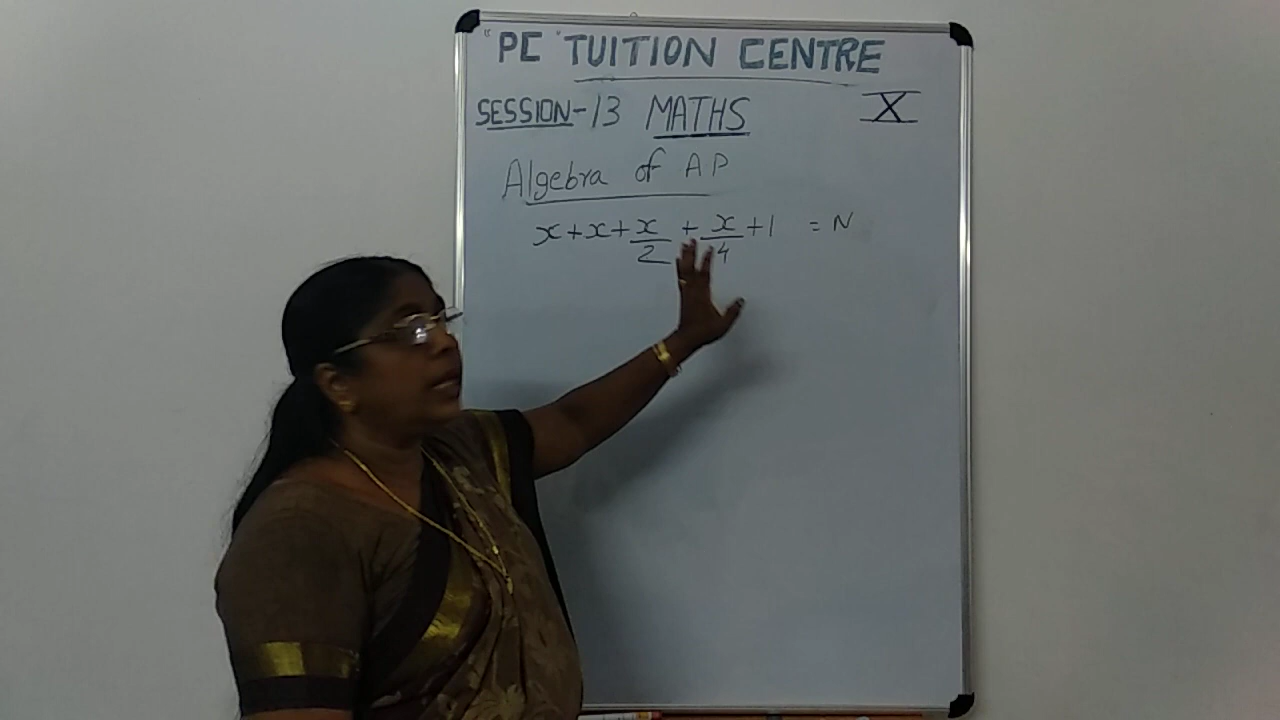 "PC TUITION CENTRE
SESSION-13 MATHS X
Algebra of AP
x+x+x/2+x/4+1 = N